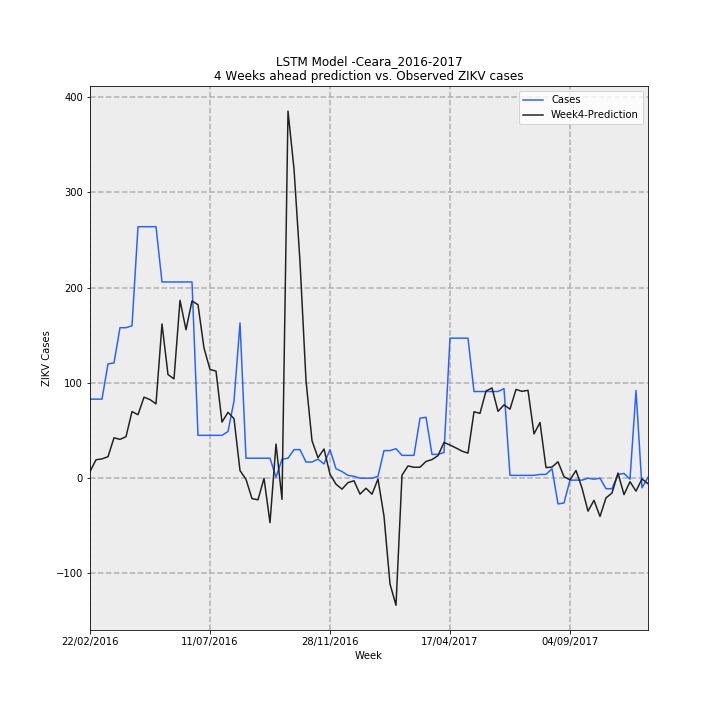 LSTM Model -Ceara_2016-2017
4 Weeks ahead prediction vs. Observed ZIKV cases
Cases
Week4-Prediction
400
300
200
100
0
−100
ZIKV Cases
22/02/2016
11/07/2016
28/11/2016
17/04/2017
04/09/2017
Week